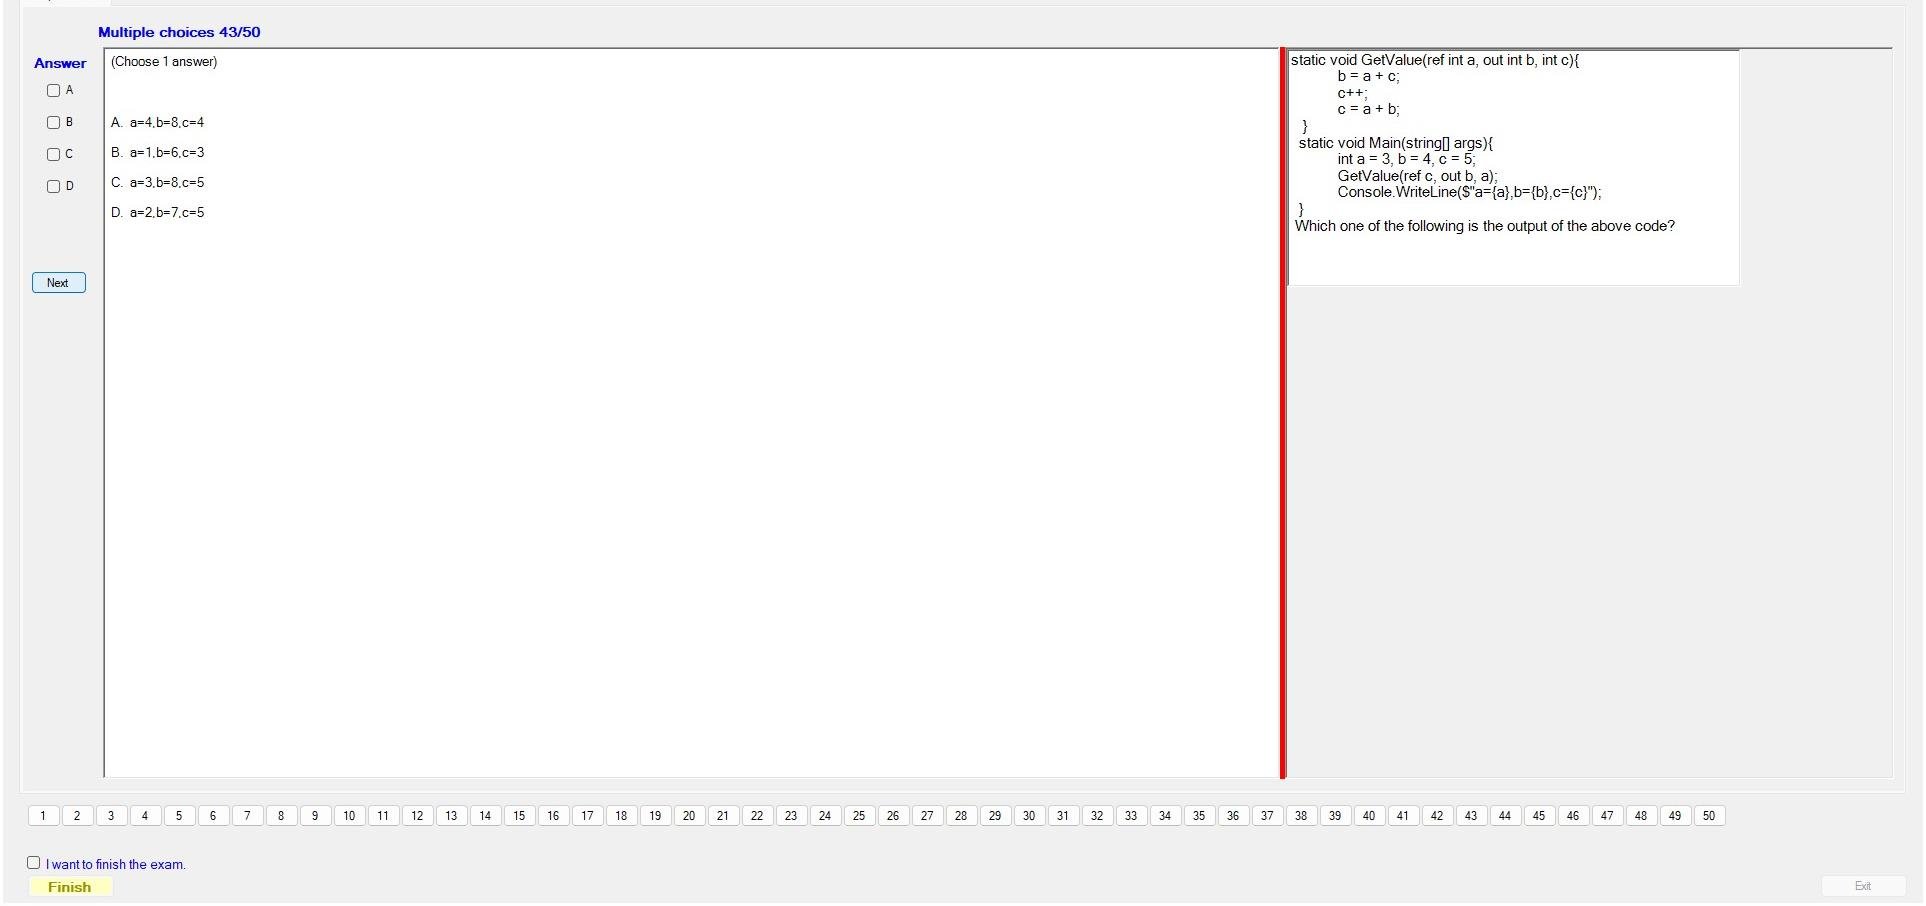 Multiple choices 43/50
Answer
A
B
C
D
Next
(Choose 1 answer)
A. a=4,b=8,c=4
B. a=1,b=6,c=3
C. a=3,b=8,c=5
D. a=2,b=7,c=5
static void GetValue(ref int a, out int b, int c){
b = a + c;
c++;
c = a + b;
}
static void Main(string[] args){
int a = 3, b = 4, c = 5;
GetValue(ref c, out b, a);
Console.WriteLine($"a={a},b={b},c={c}");
}
Which one of the following is the output of the above code?
1 2 3 4 5 6 7 8 9 10 11 12 13 14 15 16 17 18 19 20 21 22 23 24 25 26 27 28 29 30 31 32 33 34 35 36 37 38 39 40 41 42 43 44 45 46 47 48 49 50
I want to finish the exam.
Finish
Exit